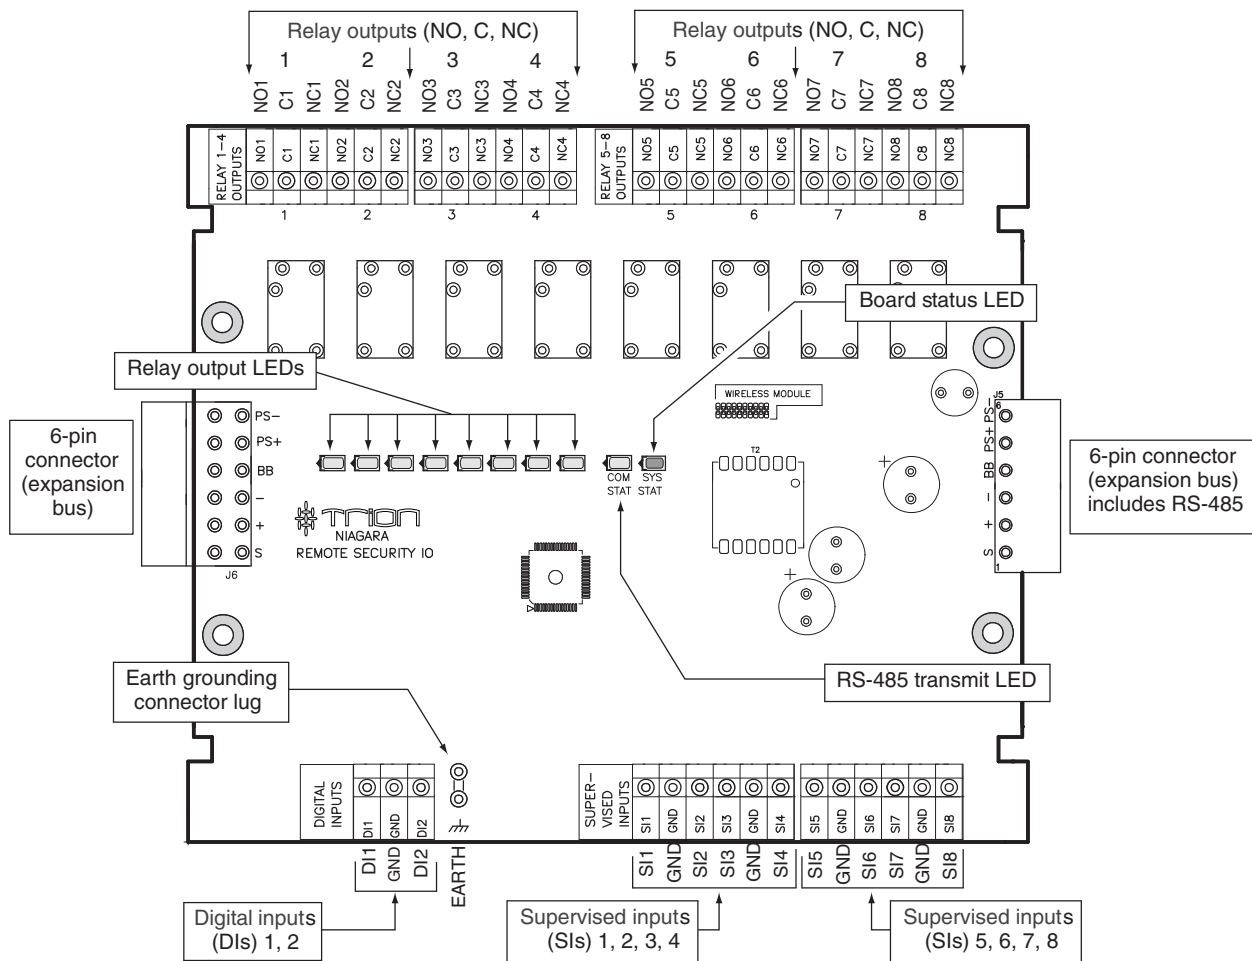 Relay outputs (NO, C, NC)
Relay outputs (NO, C, NC)
1 2 3 4 5 6 7 8
NO1 C1 NC1 NO2 C2 NC2 NO3 C3 NC3 NO4 C4 NC4
NO5 C5 NC5 NO6 C6 NC6 NO7 C7 NC7 NO8 C8 NC8
RELAY 1–4
OUTPUTS
NO1 C1 NC1 NO2 C2 NC2 NO3 C3 NC3 NO4 C4 NC4
RELAY 5–8
OUTPUTS
NO5 C5 NC5 NO6 C6 NC6 NO7 C7 NC7 NO8 C8 NC8
1 2 3 4 5 6 7 8
Board status LED
Relay output LEDs
WIRELESS MODULE
6-pin
connector
(expansion
bus)
PS–
PS+
BB
–
+
S
J6
COM
STAT
SYS
STAT
T2
+
+
J5
6
PS–
PS+
BB
–
+
S
1
6-pin connector
(expansion bus)
includes RS-485
TRION
NIAGARA
REMOTE SECURITY IO
Earth grounding
connector lug
RS-485 transmit LED
DIGITAL
INPUTS
DI1 GND DI2
SUPER–
VISED
INPUTS
SI1 GND SI2 SI3 GND SI4
SI5 GND SI6 SI7 GND SI8
DI1 GND DI2
EARTH
SI1 GND SI2 SI3 GND SI4
SI5 GND SI6 SI7 GND SI8
Digital inputs
(DIs) 1, 2
Supervised inputs
(SIs) 1, 2, 3, 4
Supervised inputs
(SIs) 5, 6, 7, 8